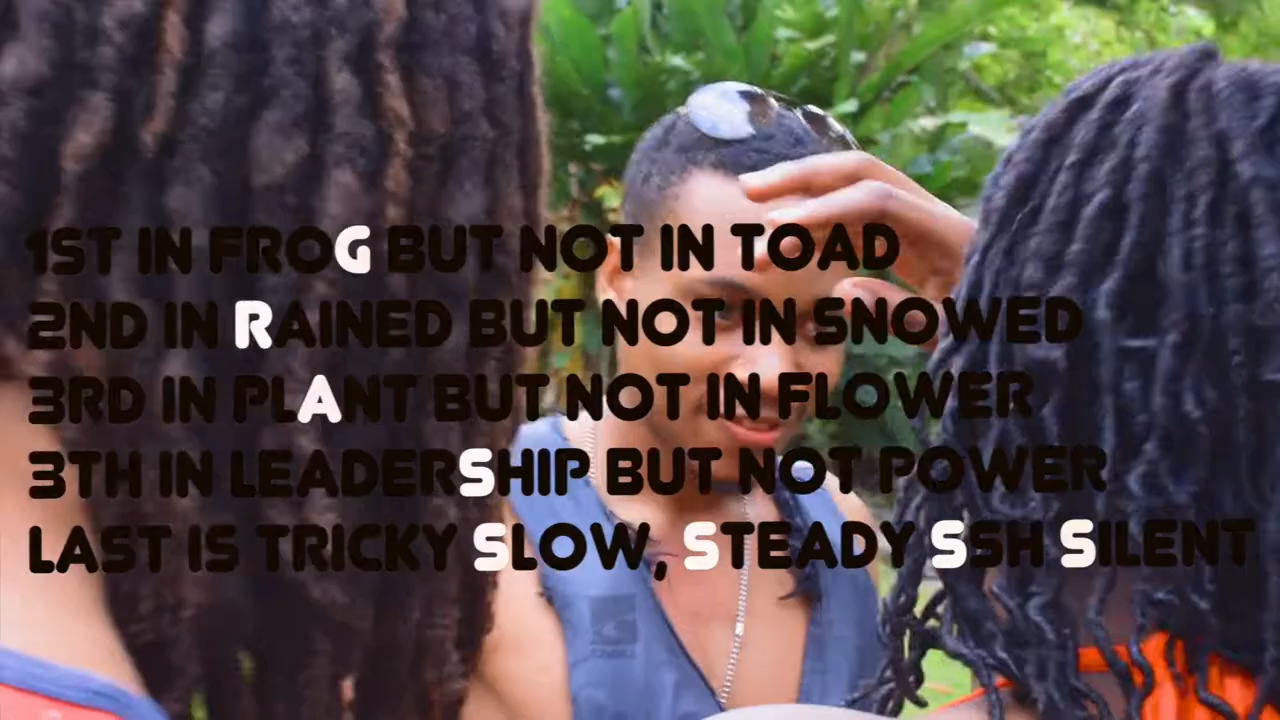 1ST IN FROG BUT NOT IN TOAD
2ND IN RAINED BUT NOT IN SNOWED
3RD IN PLANT BUT NOT IN FLOWER
3TH IN LEADERSHIP BUT NOT POWER
LAST IS TRICKY SLOW, STEADY SSH SILENT